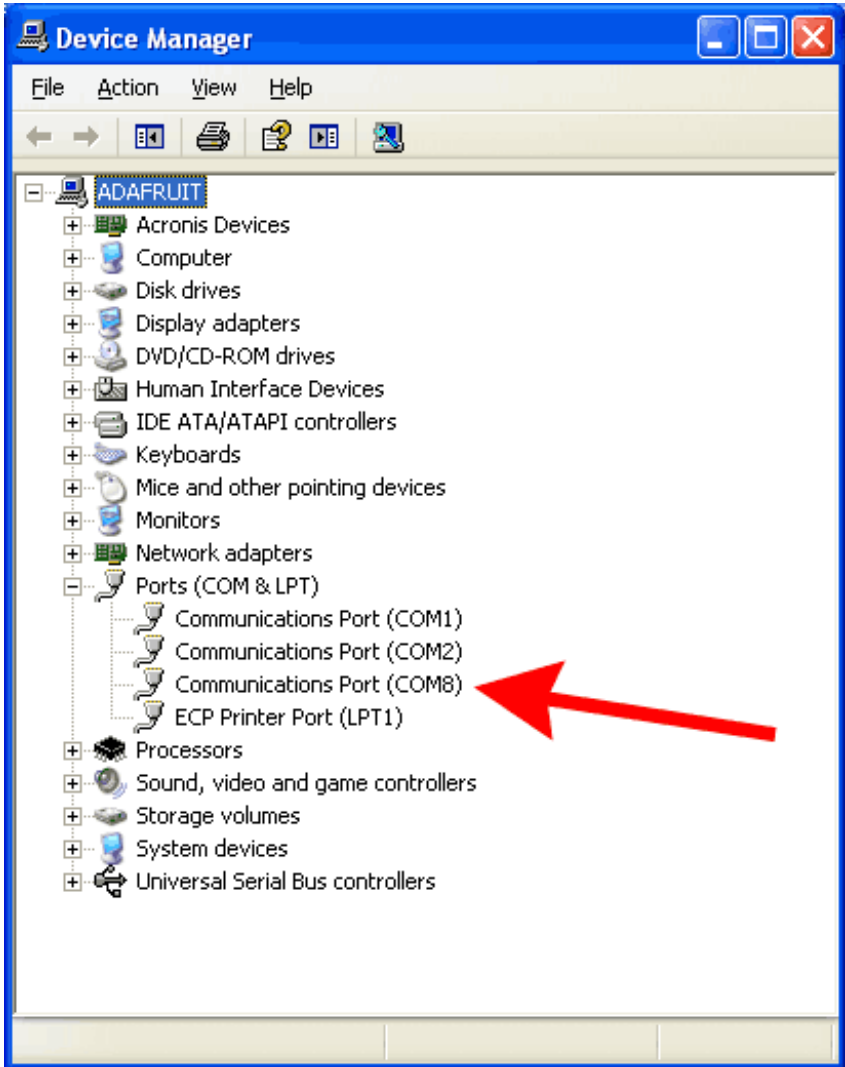 Device Manager
File Action View Help
ADAFRUIT
Acronis Devices
Computer
Disk drives
Display adapters
DVD/CD-ROM drives
Human Interface Devices
IDE ATA/ATAPI controllers
Keyboards
Mice and other pointing devices
Monitors
Network adapters
Ports (COM & LPT)
Communications Port (COM1)
Communications Port (COM2)
Communications Port (COM8)
ECP Printer Port (LPT1)
Processors
Sound, video and game controllers
Storage volumes
System devices
Universal Serial Bus controllers